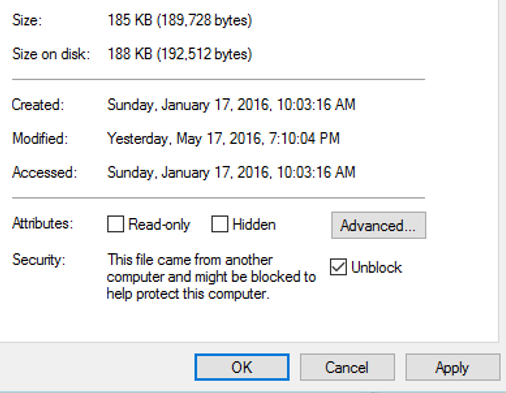 Size: 185 KB (189,728 bytes)
Size on disk: 188 KB (192,512 bytes)
Created: Sunday, January 17, 2016, 10:03:16 AM
Modified: Yesterday, May 17, 2016, 7:10:04 PM
Accessed: Sunday, January 17, 2016, 10:03:16 AM
Attributes: Read-only Hidden Advanced...
Security: This file came from another
computer and might be blocked to Unblock
help protect this computer.
OK Cancel Apply